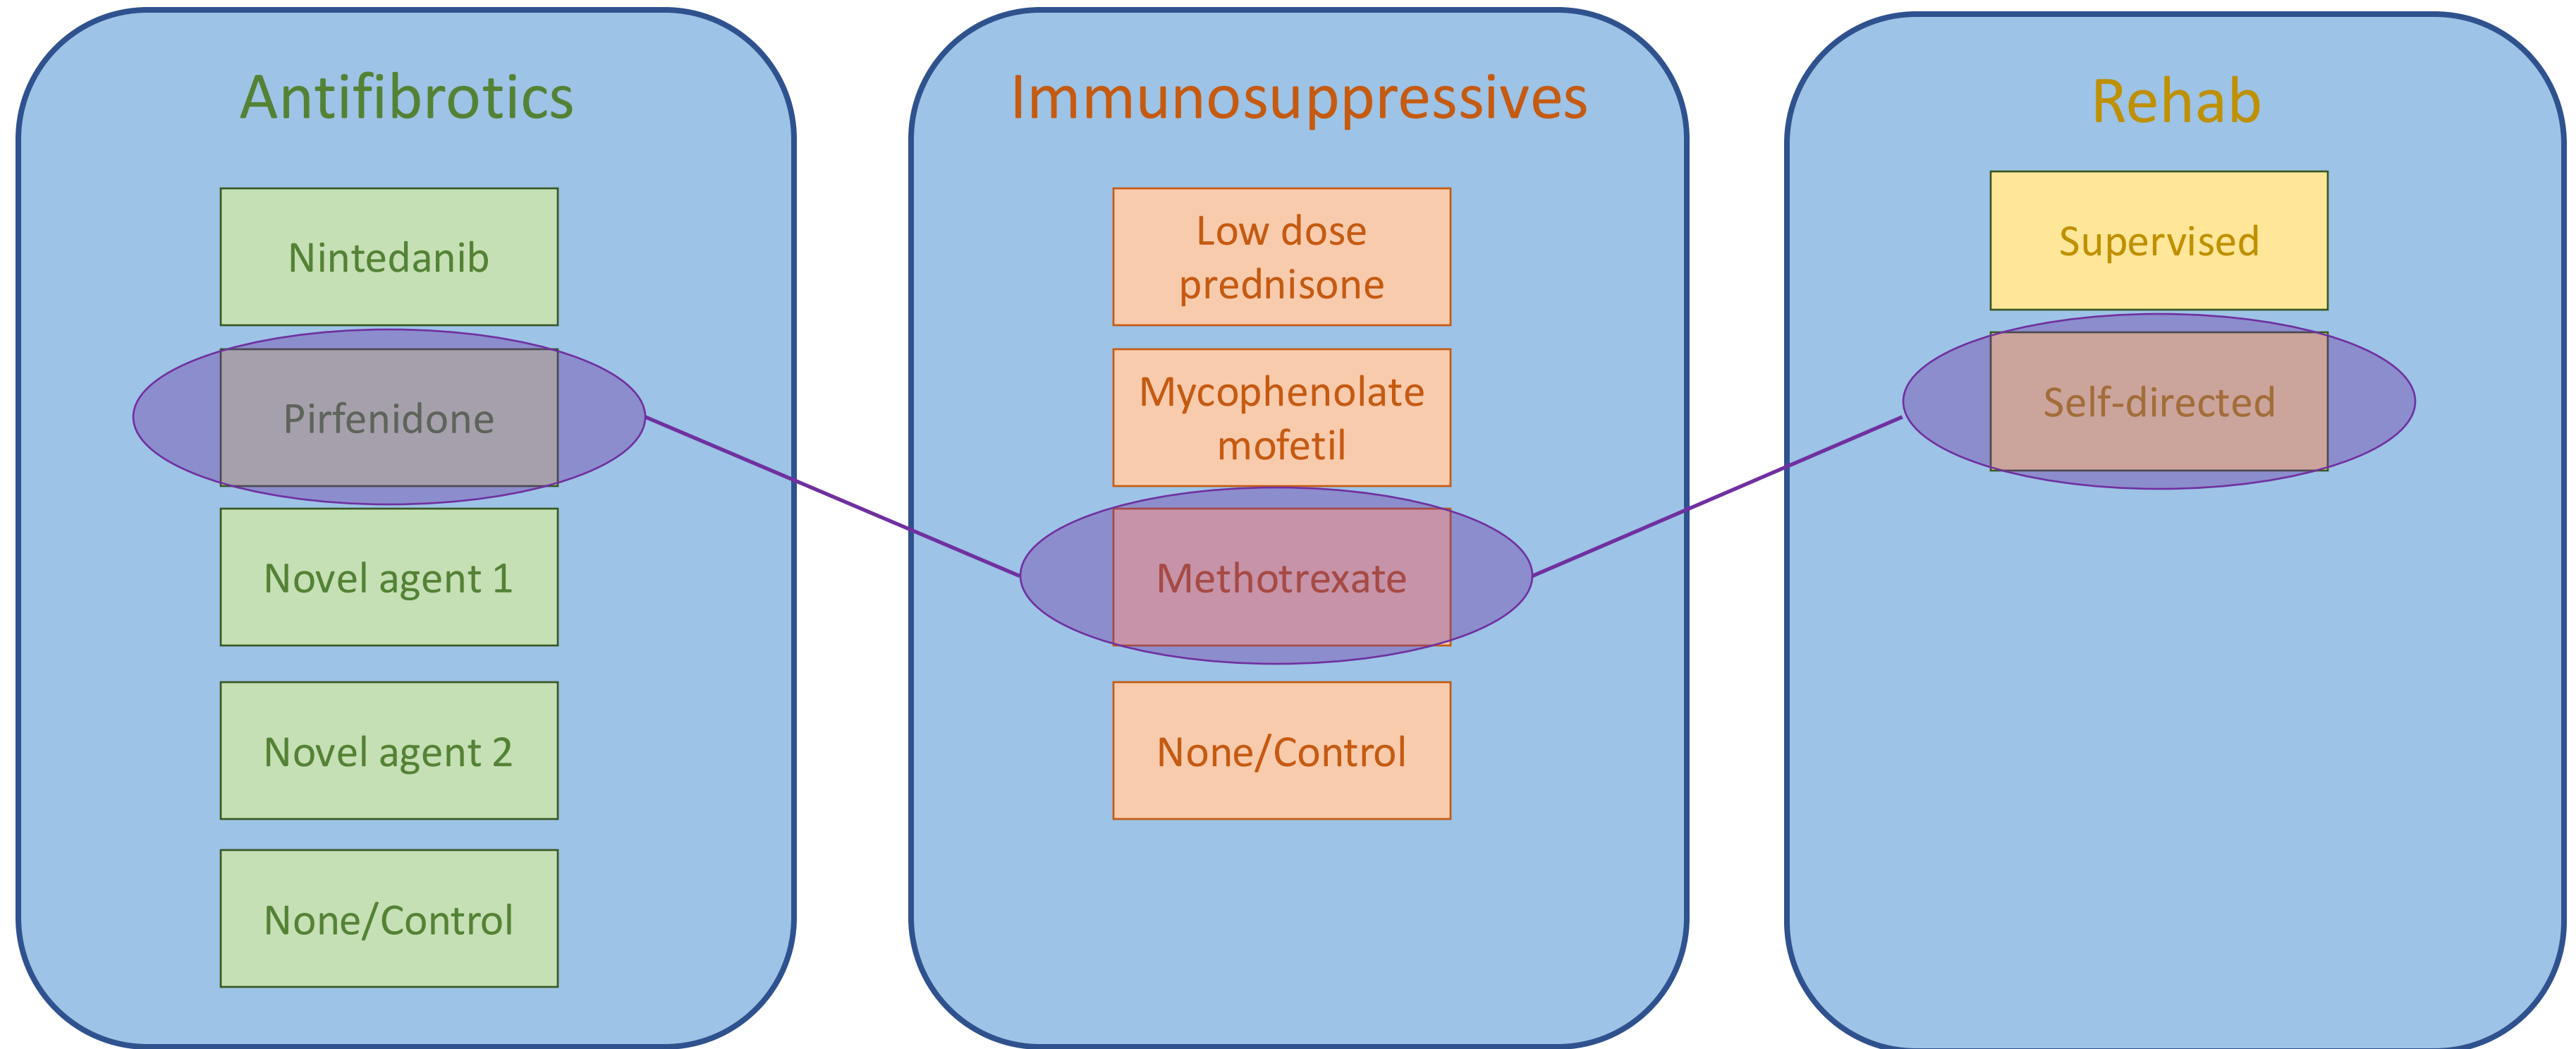 Antifibrotics
Nintedanib
Pirfenidone
Novel agent 1
Novel agent 2
None/Control
Immunosuppressives
Low dose
prednisone
Mycophenolate
mofetil
Methotrexate
None/Control
Rehab
Supervised
Self-directed